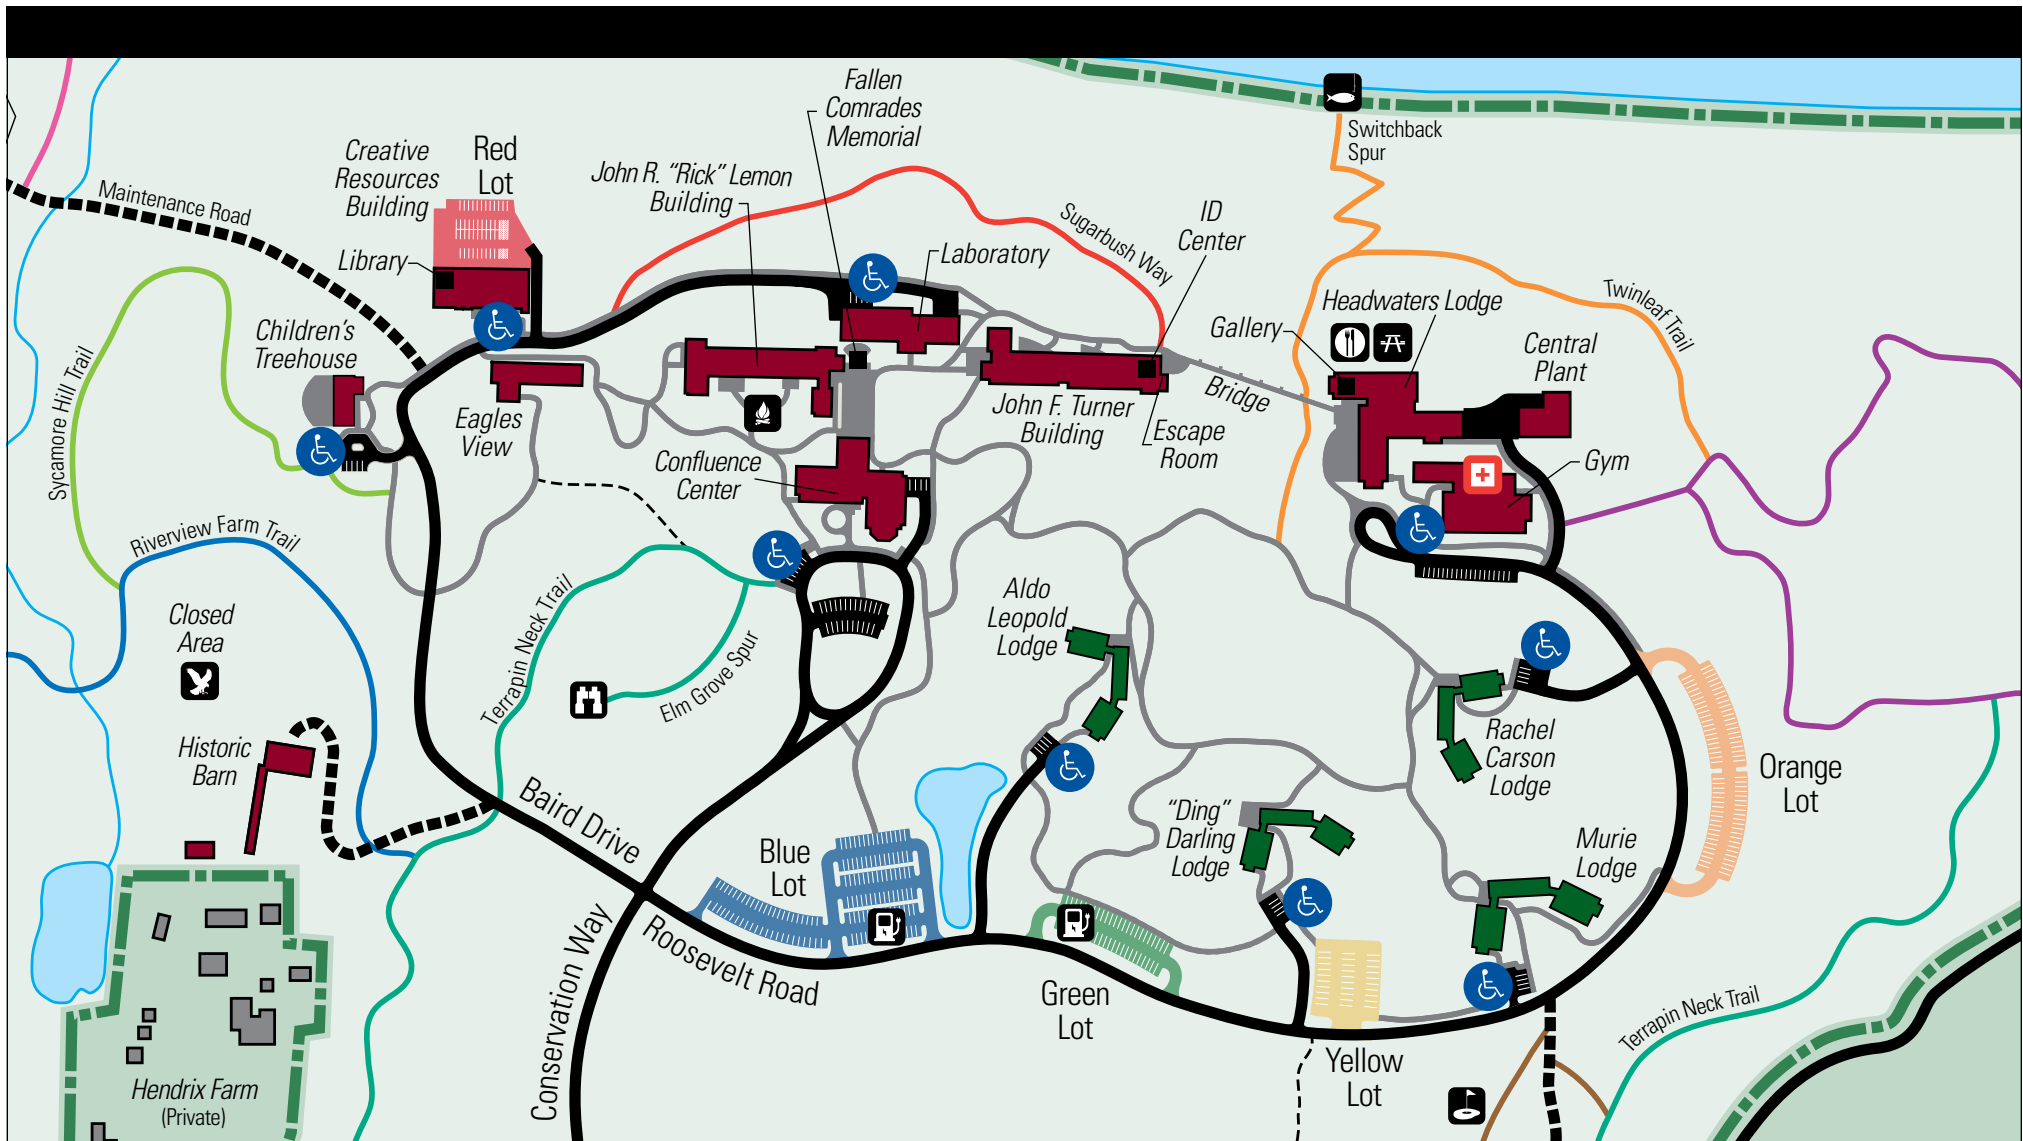 Fallen
Comrades
Memorial
Switchback
Spur
Creative
Resources
Building
Red
Lot
John R. “Rick” Lemon
Building
Maintenance Road
Sugarbush Way
ID
Center
Library
Laboratory
Headwaters Lodge
Twinleaf Trail
Children's
Treehouse
Gallery
Central
Plant
Sycamore Hill Trail
Eagles
View
John F. Turner
Building
Bridge
Escape
Room
Confluence
Center
Gym
Riverview Farm Trail
Closed
Area
Terrapin Neck Trail
Elm Grove Spur
Aldo
Leopold
Lodge
Historic
Barn
Rachel
Carson
Lodge
Orange
Lot
Baird Drive
Blue
Lot
“Ding”
Darling
Lodge
Murie
Lodge
Conservation Way
Roosevelt Road
Green
Lot
Terrapin Neck Trail
Yellow
Lot
Hendrix Farm
(Private)